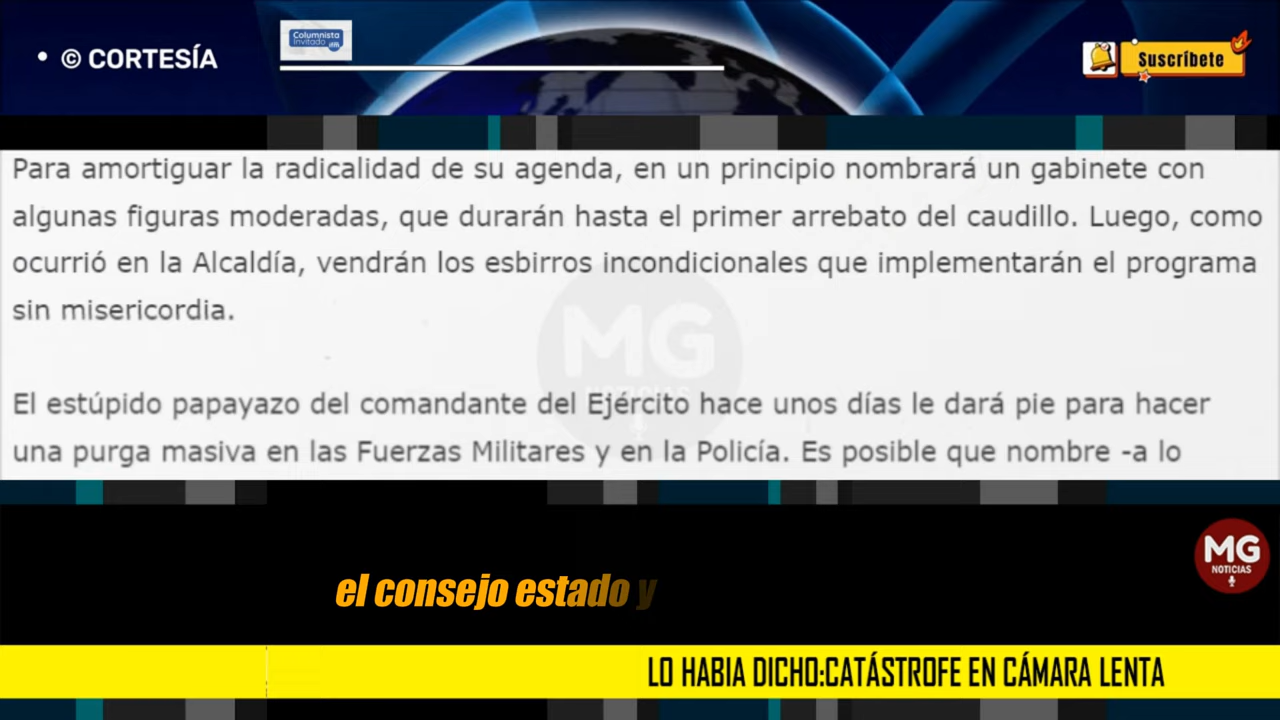 • © CORTESÍA
Columnista
Invitado
Suscríbete
Para amortiguar la radicalidad de su agenda, en un principio nombrará un gabinete con
algunas figuras moderadas, que durarán hasta el primer arrebato del caudillo. Luego, como
ocurrió en la Alcaldía, vendrán los esbirros incondicionales que implementarán el programa
sin misericordia.
MG
NOTICIAS
El estúpido papayazo del comandante del Ejército hace unos días le dará pie para hacer
una purga masiva en las Fuerzas Militares y en la Policía. Es posible que nombre -a lo
MG
NOTICIAS
el consejo estado y
LO HABIA DICHO:CATÁSTROFE EN CÁMARA LENTA